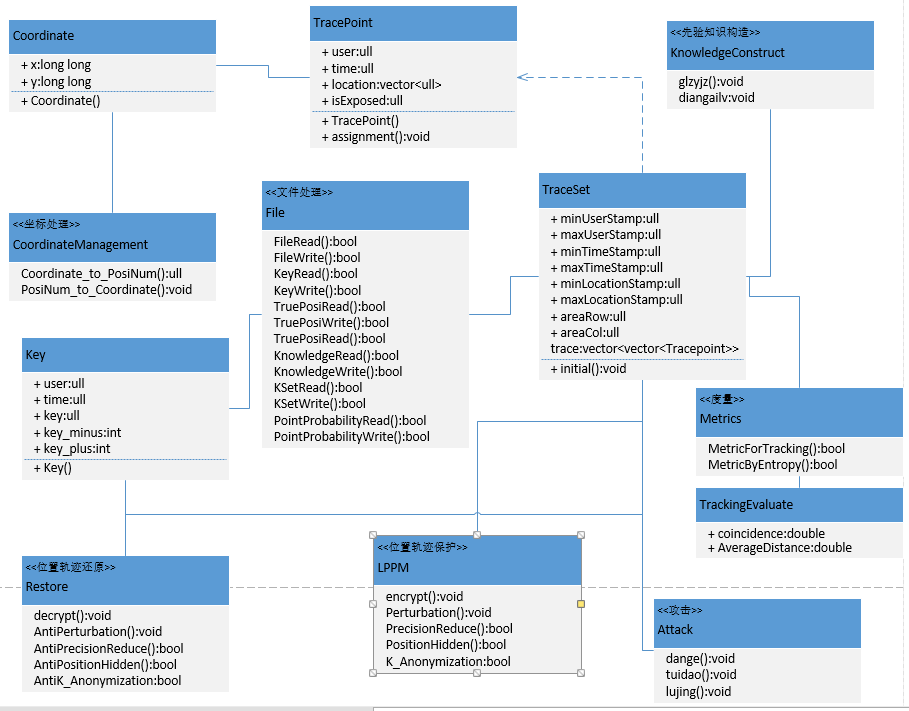 Coordinate
+ x:long long
+ y:long long
+ Coordinate()
TracePoint
+ user:ull
+ time:ull
+ location:vector<ull>
+ isExposed:ull
+ TracePoint()
+ assignment():void
<<先验知识构造>>
KnowledgeConstruct
glzyjz():void
diangailv:void
<<坐标处理>>
CoordinateManagement
Coordinate_to_PosiNum():ull
PosiNum_to_Coordinate():void
<<文件处理>>
File
FileRead():bool
FileWrite():bool
KeyRead():bool
KeyWrite():bool
TruePosiRead():bool
TruePosiWrite():bool
TruePosiRead():bool
KnowledgeRead():bool
KnowledgeWrite():bool
KSetRead():bool
KSetWrite():bool
PointProbabilityRead():bool
PointProbabilityWrite():bool
TraceSet
+ minUserStamp:ull
+ maxUserStamp:ull
+ minTimeStamp:ull
+ maxTimeStamp:ull
+ minLocationStamp:ull
+ maxLocationStamp:ull
+ areaRow:ull
+ areaCol:ull
trace:vector<vector<Tracepoint>>
+ initial():void
Key
+ user:ull
+ time:ull
+ key:ull
+ key_minus:int
+ key_plus:int
+ Key()
<<度量>>
Metrics
MetricForTracking():bool
MetricByEntropy():bool
TrackingEvaluate
+ coincidence:double
+ AverageDistance:double
<<位置轨迹还原>>
Restore
decrypt():void
AntiPerturbation():void
AntiPrecisionReduce():bool
AntiPositionHidden():bool
AntiK_Anonymization:bool
<<位置轨迹保护>>
LPPM
encrypt():void
Perturbation():void
PrecisionReduce():bool
PositionHidden():bool
K_Anonymization:bool
<<攻击>>
Attack
dange():void
tuidao():void
lujing():void